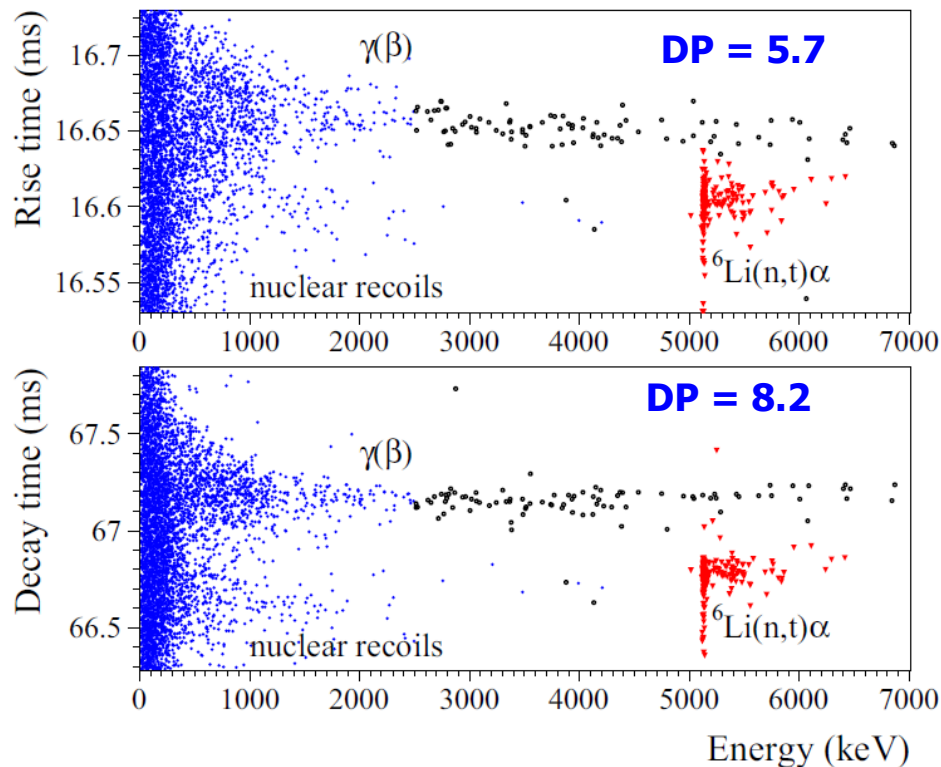 Rise time (ms)
16.7
16.65
16.6
16.55
γ(β)
DP = 5.7
nuclear recoils
⁶Li(n,t)α
0 1000 2000 3000 4000 5000 6000 7000
Decay time (ms)
67.5
67
66.5
γ(β)
DP = 8.2
nuclear recoils
⁶Li(n,t)α
0 1000 2000 3000 4000 5000 6000 7000
Energy (keV)